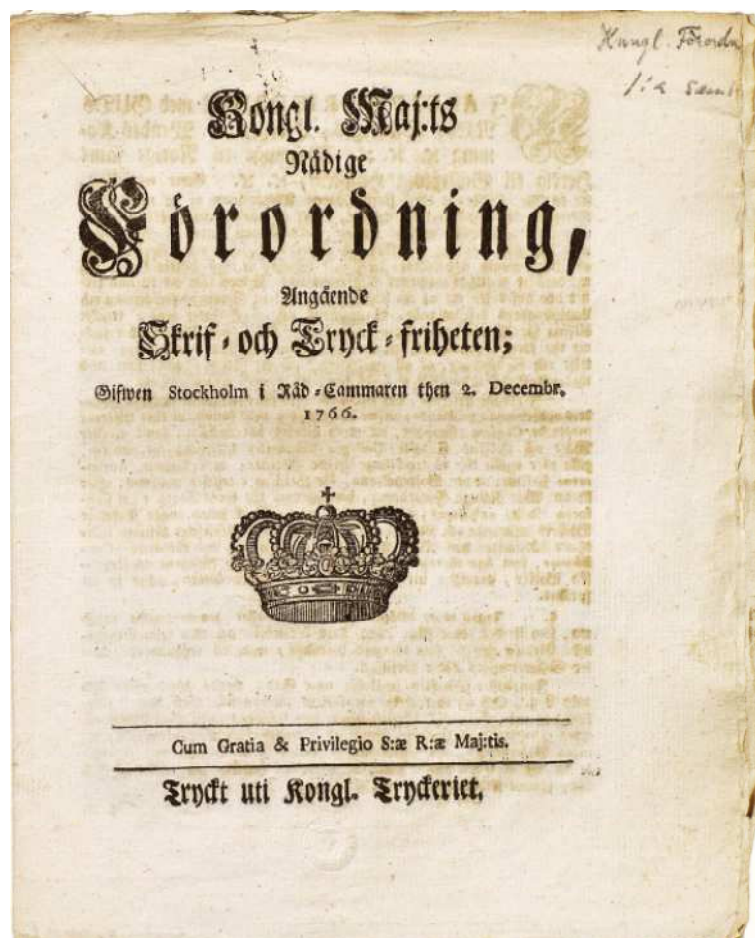 Kongl. Förordn
Kongl. Maj:ts
Nådige
Förordning,
Angående
Skrif-och Tryck-friheten;
Gifwen Stockholm i Råd-Cammaren then 2. Decembr.
1766.
Cum Gratia & Privilegio S:æ R:æ Maj:tis.
Tryckt uti Kongl. Tryckeriet.